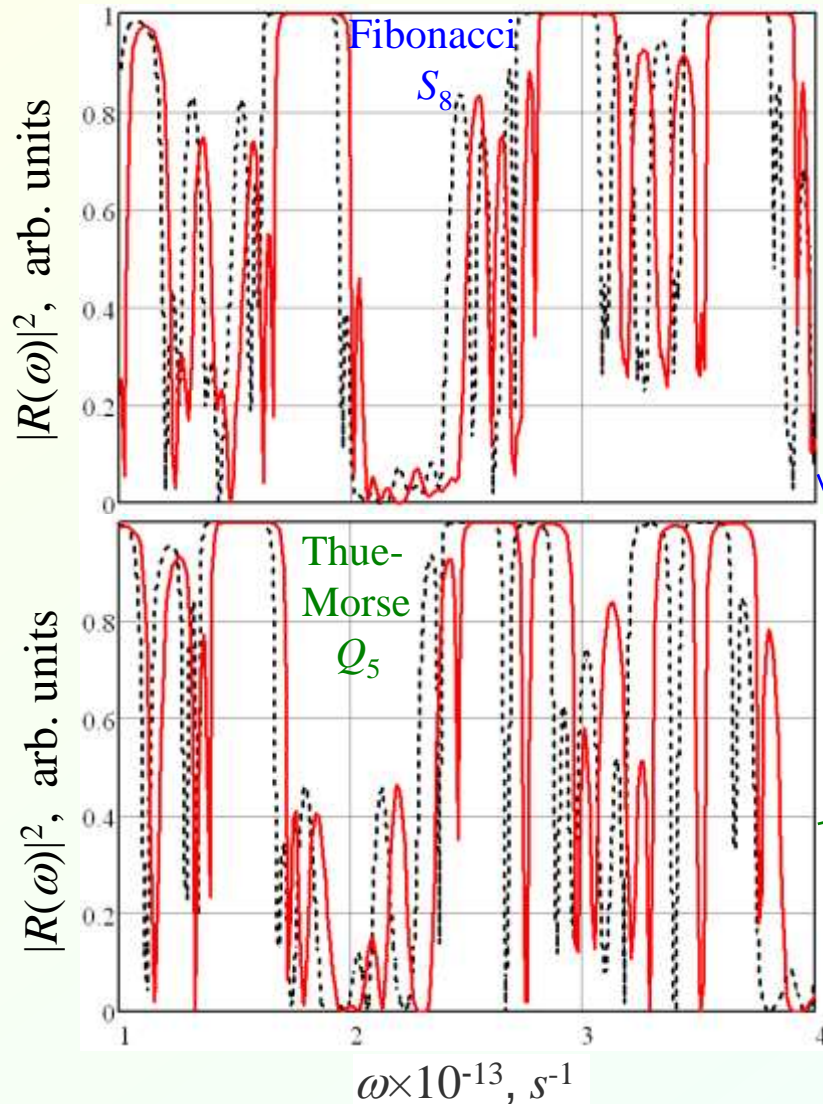 Fibonacci
S₈
|R(ω)|², arb. units
1
0.8
0.6
0.4
0.2
0
Thue-
Morse
Q₅
|R(ω)|², arb. units
0.8
0.6
0.4
0.2
0
1 2 3 4
ω×10⁻¹³, s⁻¹